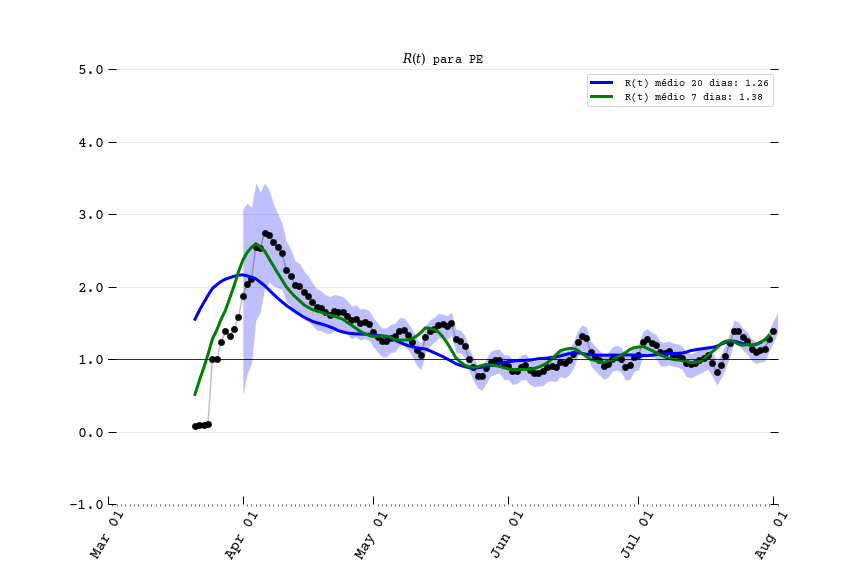 R(t) para PE
R(t) médio 20 dias: 1.26
R(t) médio 7 dias: 1.38
5.0
4.0
3.0
2.0
1.0
0.0
-1.0
Mar 01
Apr 01
May 01
Jun 01
Jul 01
Aug 01